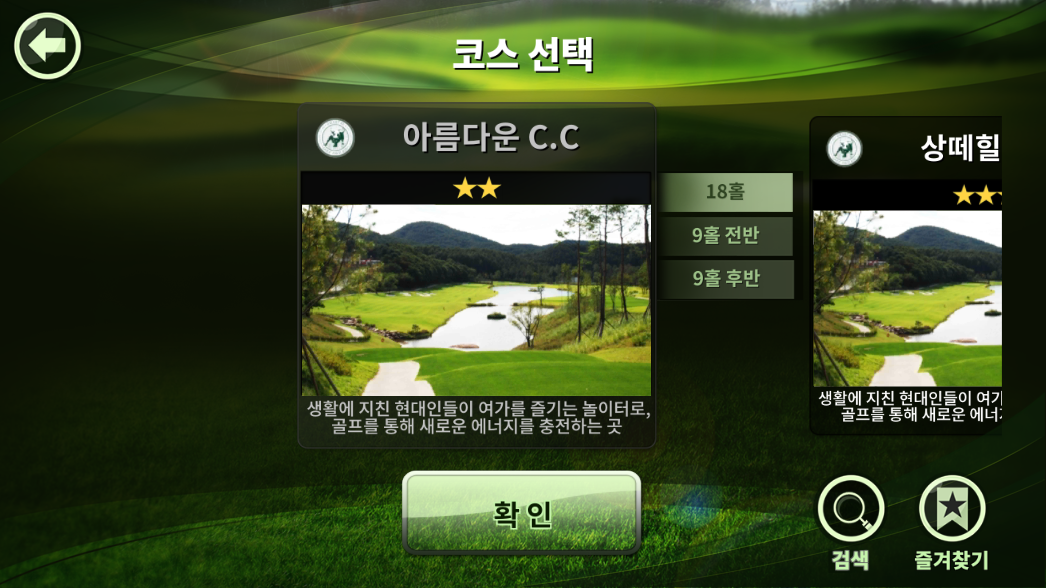 코스 선택
아름다운 C.C
18홀
9홀 전반
9홀 후반
생활에 지친 현대인들이 여가를 즐기는 놀이터로,
골프를 통해 새로운 에너지를 충전하는 곳
상떼힐
생활에 지친 현대인들이 여가
골프를 통해 새로운 에너지
확인
검색
즐겨찾기